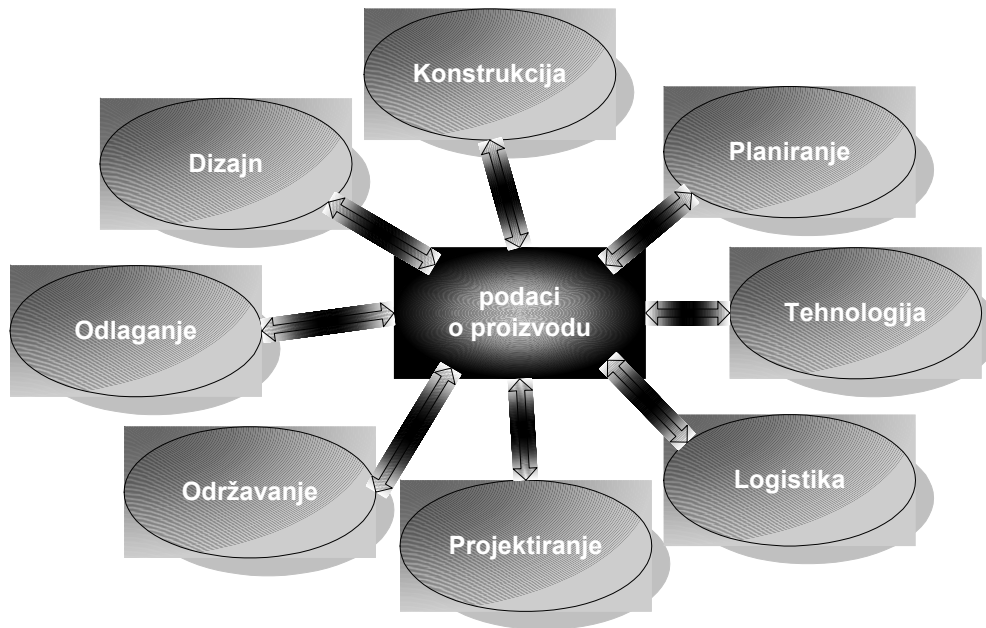 Konstrukcija
Dizajn
Planiranje
podaci
o proizvodu
Odlaganje
Tehnologija
Održavanje
Logistika
Projektiranje